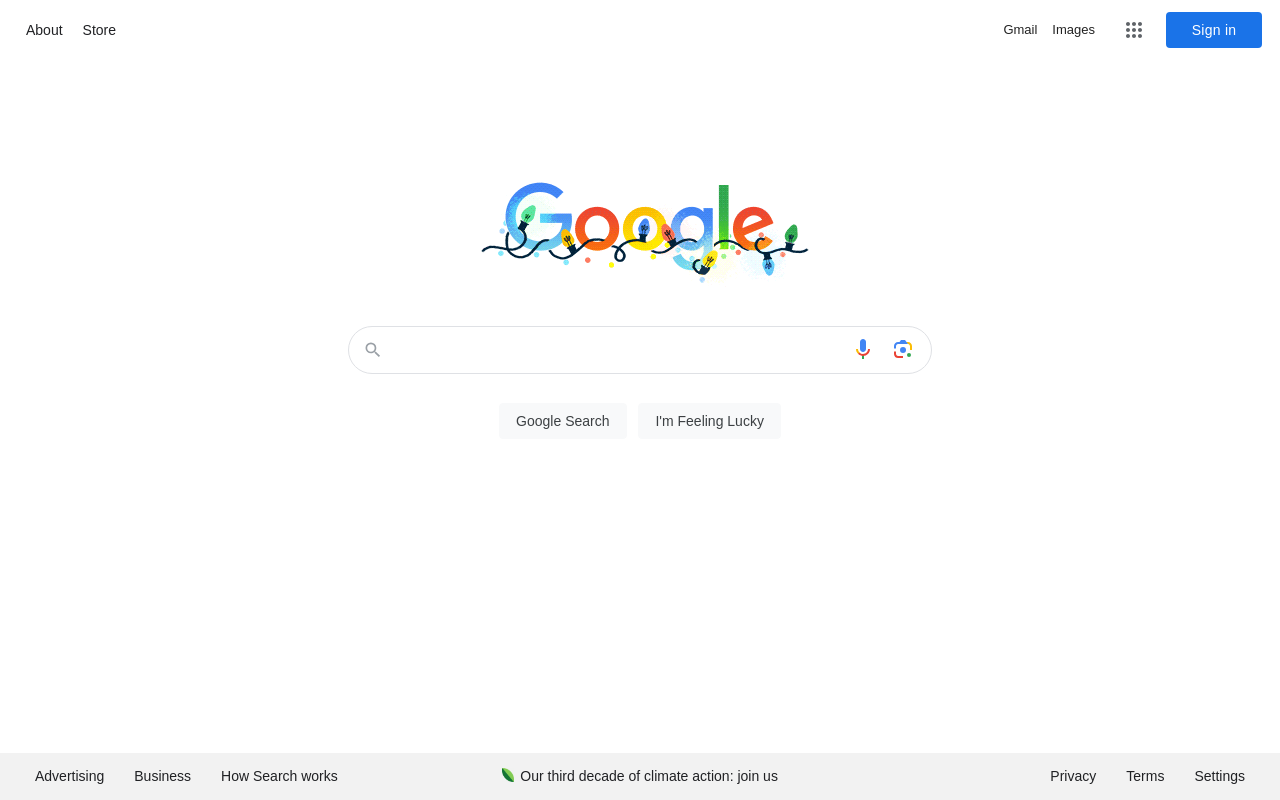 About Store Gmail Images Sign in
Google
Google Search I'm Feeling Lucky
Advertising Business How Search works Our third decade of climate action: join us Privacy Terms Settings